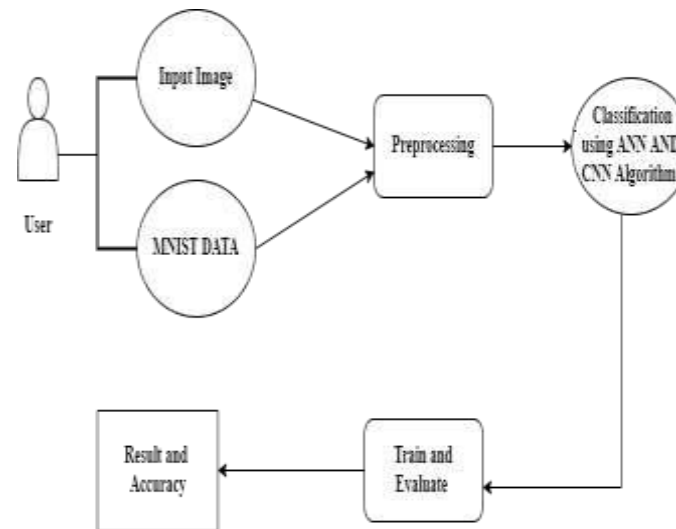 Input Image
User
MNIST DATA
Preprocessing
Classification
using ANN AND
CNN Algorithm
Result and
Accuracy
Train and
Evaluate